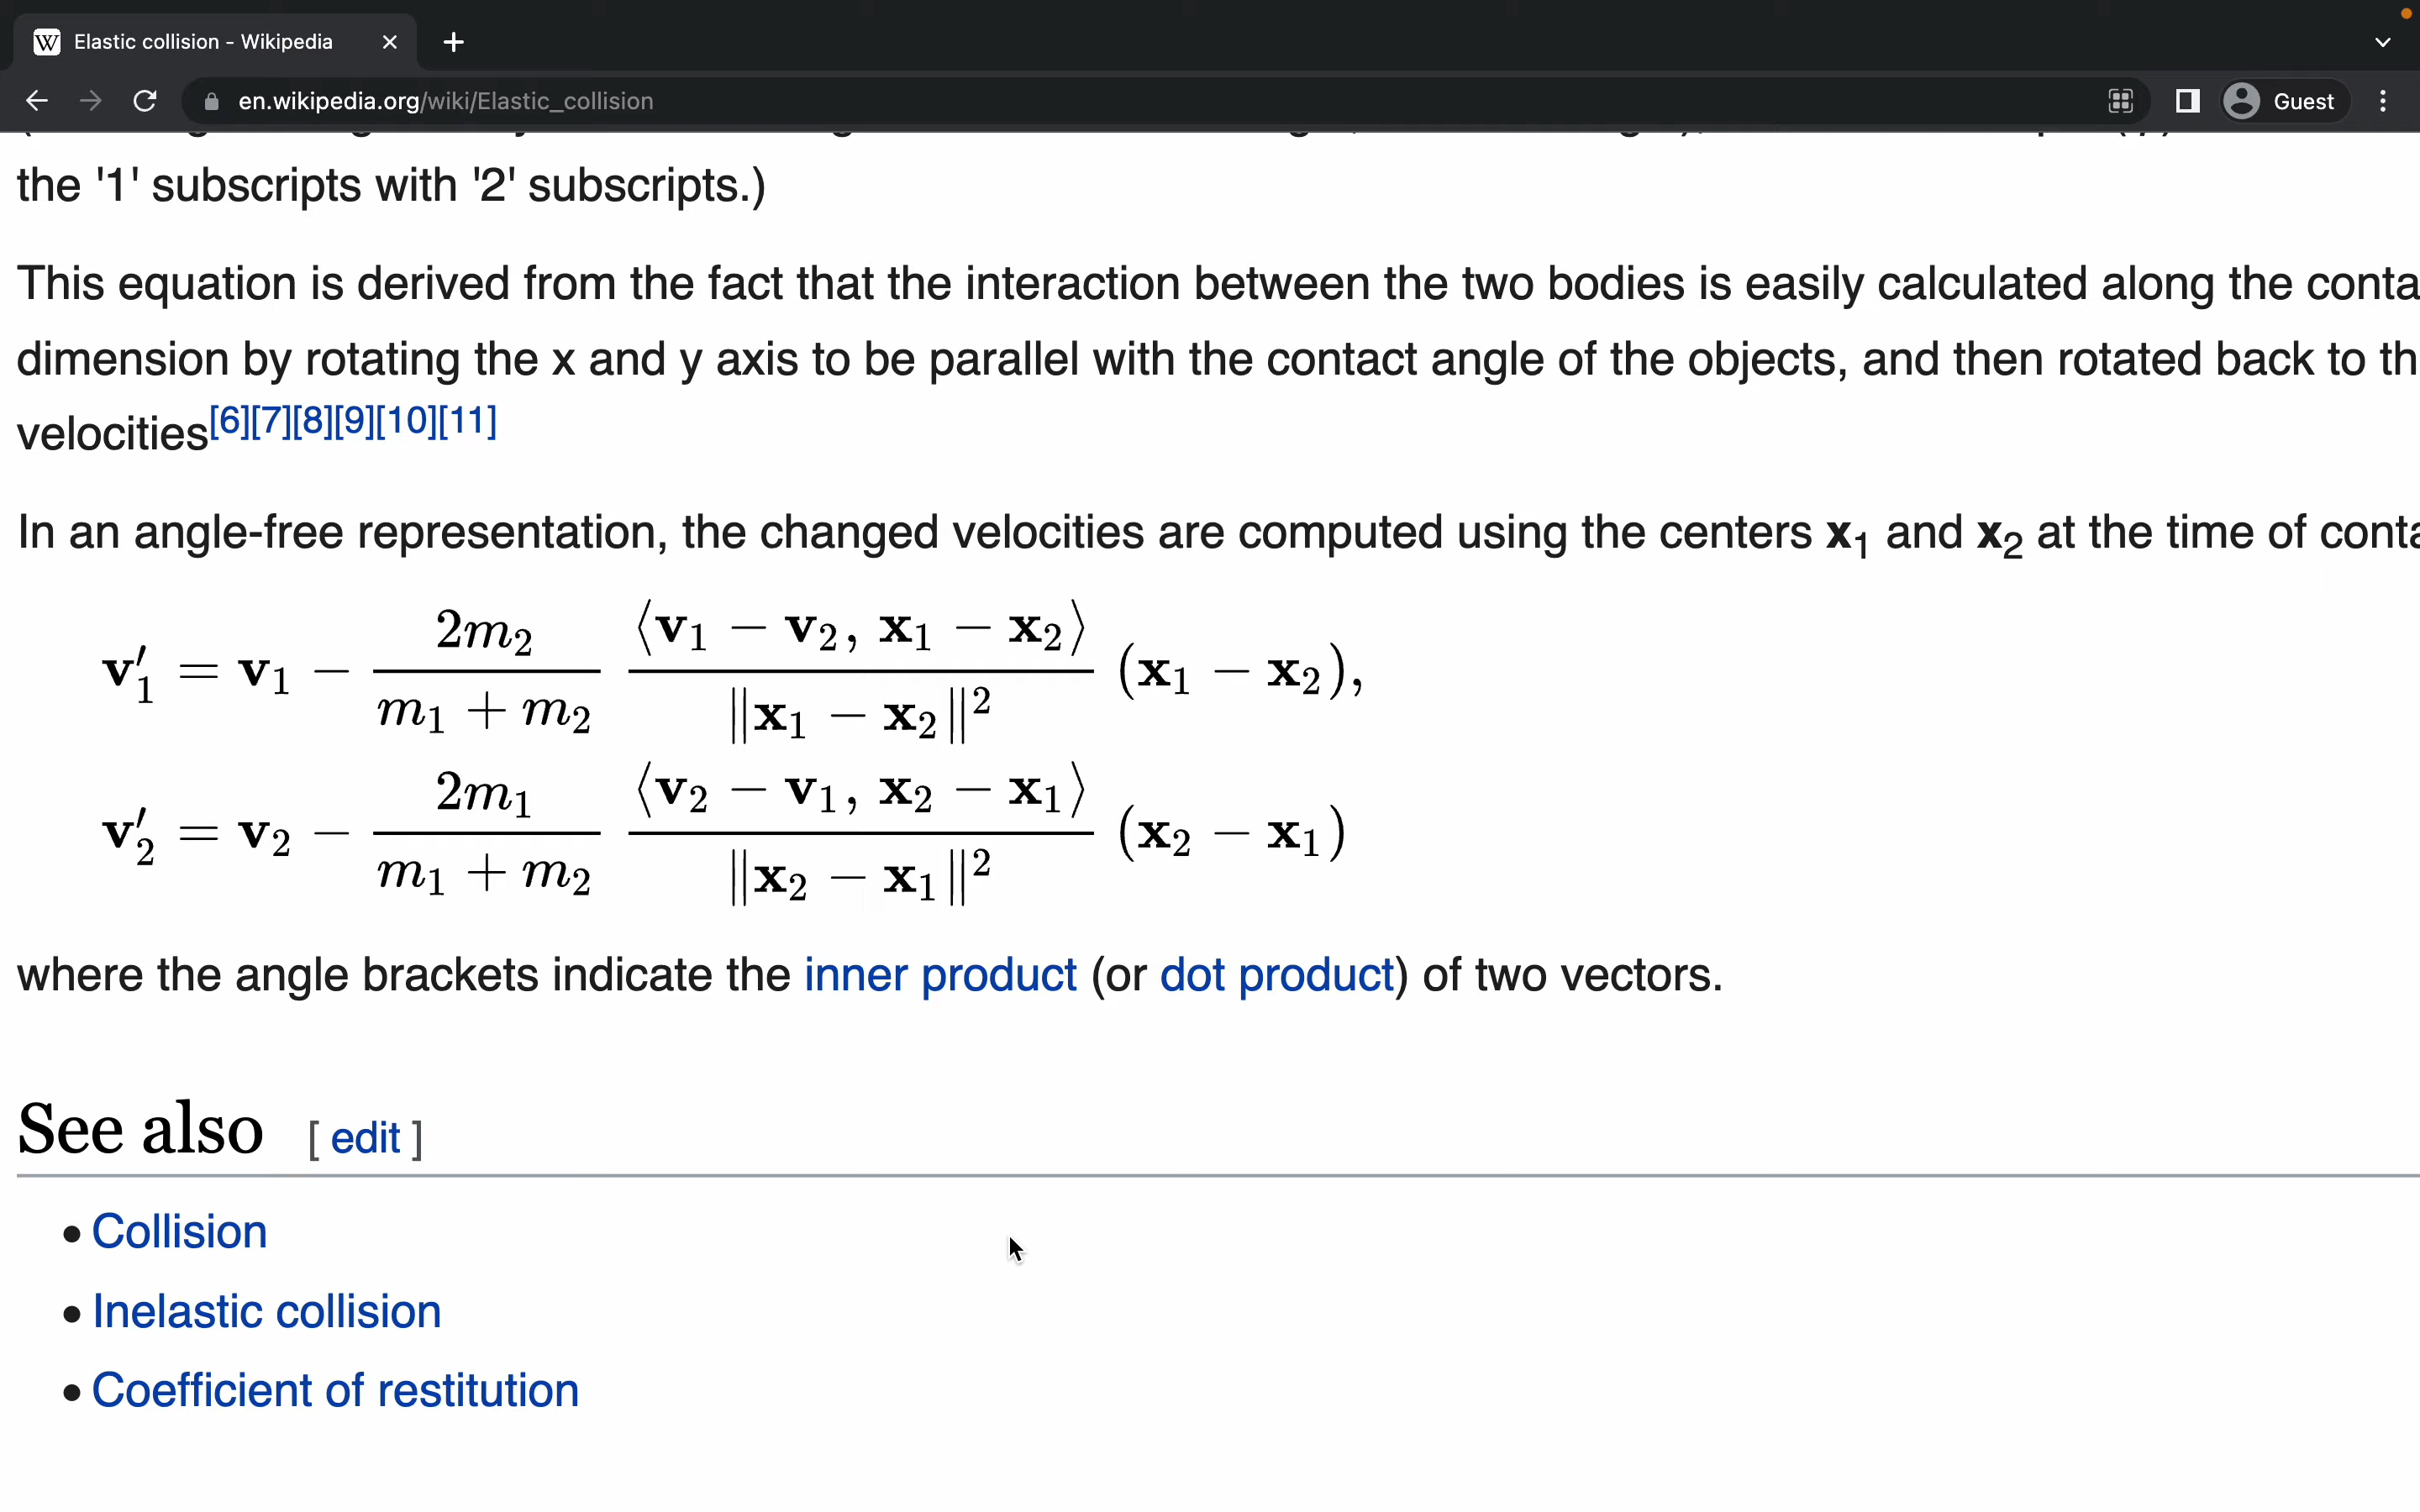 Elastic collision - Wikipedia
en.wikipedia.org/wiki/Elastic_collision
Guest
the '1' subscripts with '2' subscripts.)
This equation is derived from the fact that the interaction between the two bodies is easily calculated along the conta
dimension by rotating the x and y axis to be parallel with the contact angle of the objects, and then rotated back to th
velocities[6][7][8][9][10][11]
In an angle-free representation, the changed velocities are computed using the centers x₁ and x₂ at the time of conta
v₁′ = v₁ − 2m₂/(m₁ + m₂) ⟨v₁ − v₂, x₁ − x₂⟩/‖x₁ − x₂‖² (x₁ − x₂),
v₂′ = v₂ − 2m₁/(m₁ + m₂) ⟨v₂ − v₁, x₂ − x₁⟩/‖x₂ − x₁‖² (x₂ − x₁)
where the angle brackets indicate the inner product (or dot product) of two vectors.
See also [ edit ]
• Collision
• Inelastic collision
• Coefficient of restitution